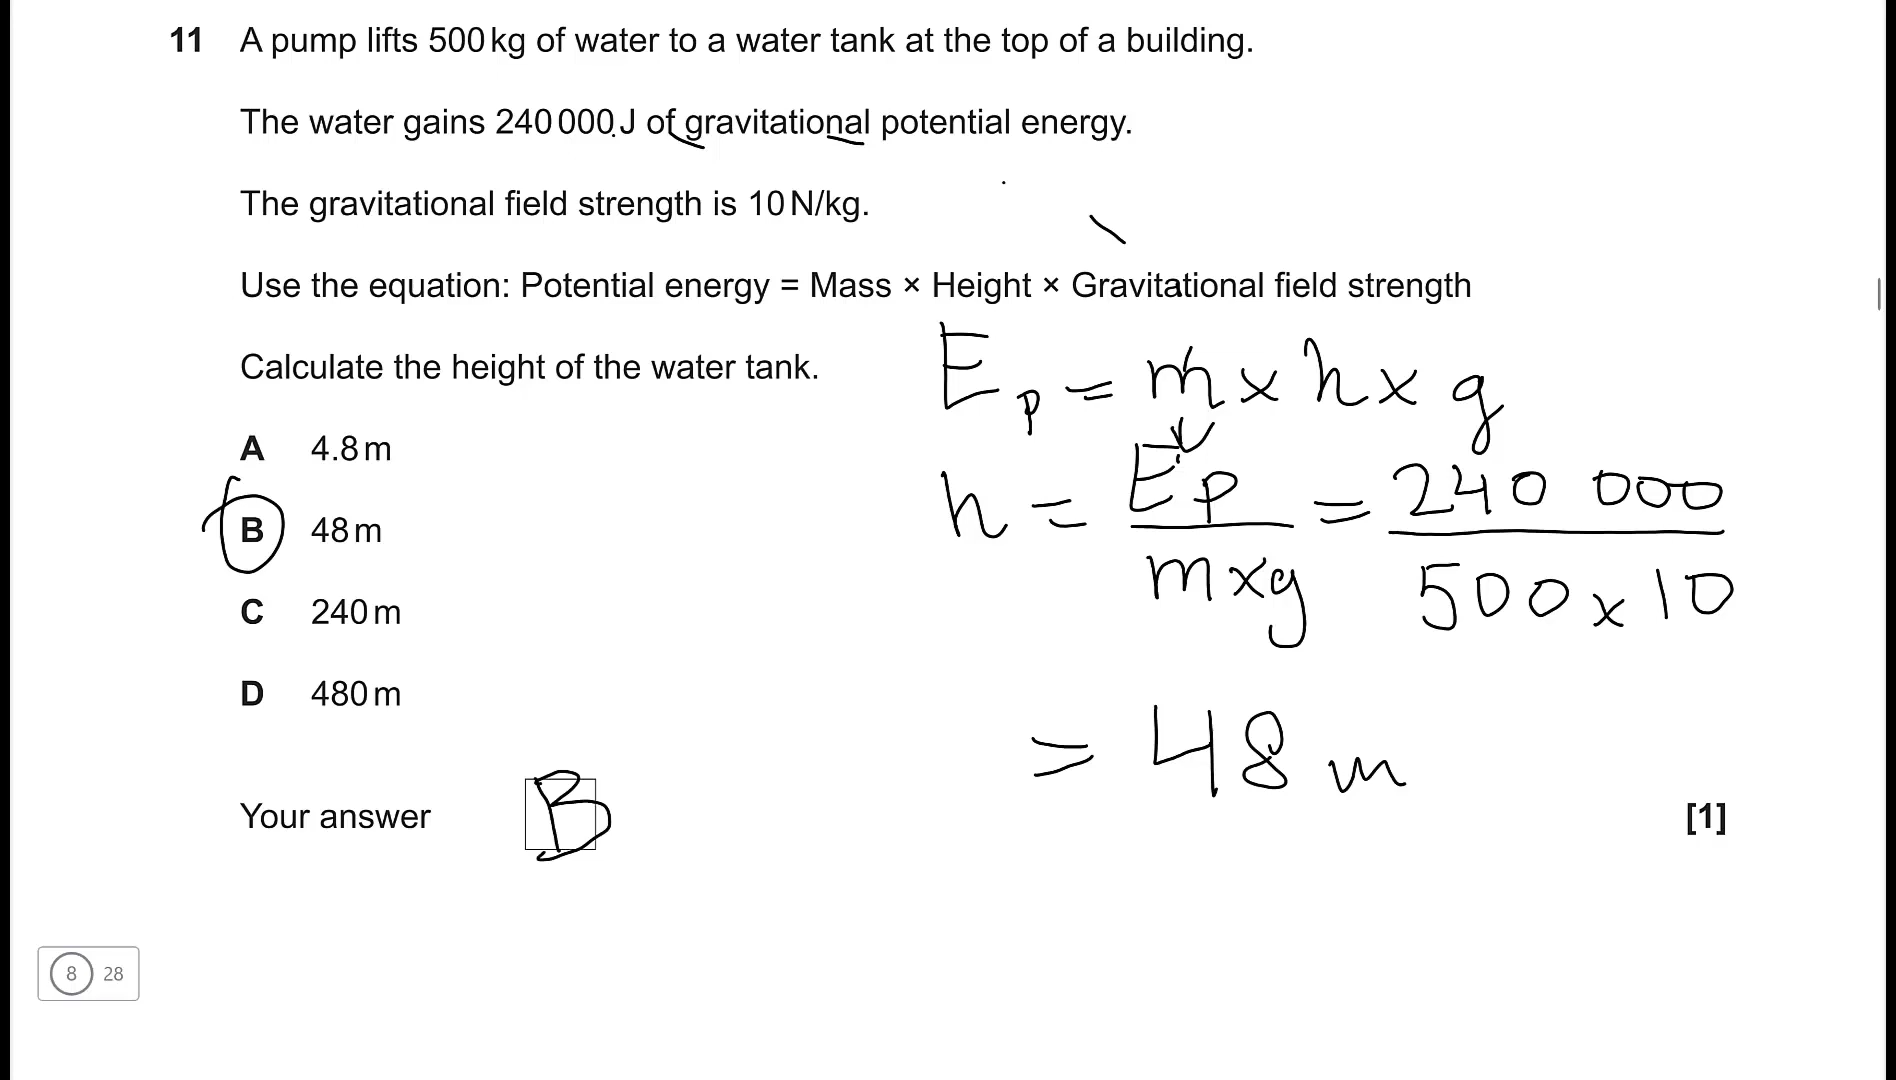 11 A pump lifts 500 kg of water to a water tank at the top of a building.
The water gains 240 000 J of gravitational potential energy.
The gravitational field strength is 10 N/kg.
Use the equation: Potential energy = Mass × Height × Gravitational field strength
Calculate the height of the water tank.
Ep = m x h x g
A 4.8 m
h = Ep / m x g = 240 000 / 500 x 10
B 48 m
C 240 m
D 480 m
= 48 m
Your answer B [1]
8 28